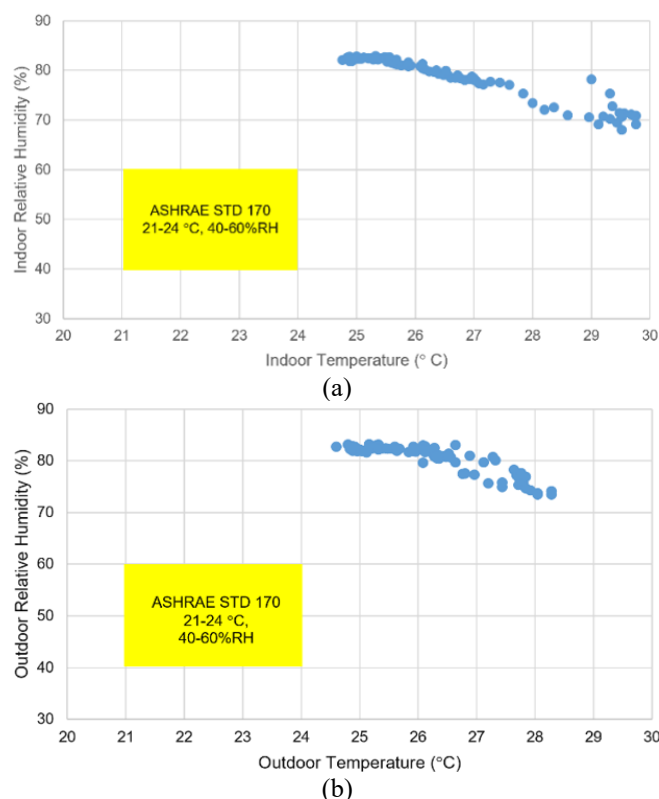 90
80
70
60
50
40
30
Indoor Relative Humidity (%)
ASHRAE STD 170
21-24 °C, 40-60%RH
20 21 22 23 24 25 26 27 28 29 30
Indoor Temperature (° C)
(a)
90
80
70
60
50
40
30
Outdoor Relative Humidity (%)
ASHRAE STD 170
21-24 °C,
40-60%RH
20 21 22 23 24 25 26 27 28 29 30
Outdoor Temperature (°C)
(b)